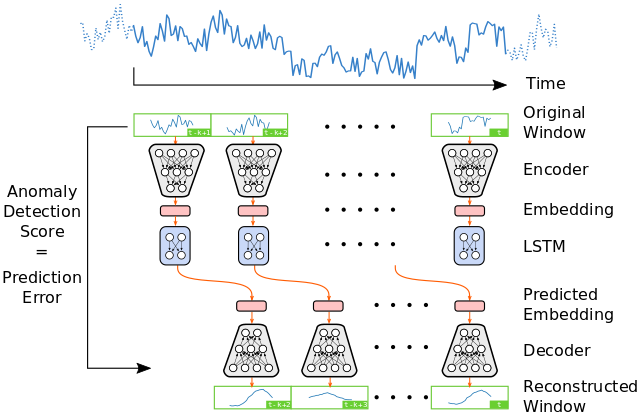 Time
Original
Window
t-k+1
t-k+2
t
Encoder
Embedding
LSTM
Anomaly
Detection
Score
=
Prediction
Error
Predicted
Embedding
Decoder
Reconstructed
Window
t-k+2
t-k+3
t